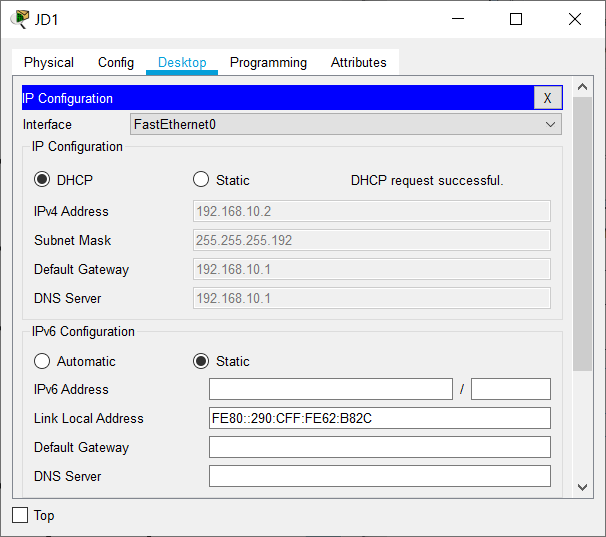 JD1
Physical Config Desktop Programming Attributes
IP Configuration X
Interface FastEthernet0
IP Configuration
DHCP Static DHCP request successful.
IPv4 Address 192.168.10.2
Subnet Mask 255.255.255.192
Default Gateway 192.168.10.1
DNS Server 192.168.10.1
IPv6 Configuration
Automatic Static
IPv6 Address /
Link Local Address FE80::290:CFF:FE62:B82C
Default Gateway
DNS Server
Top